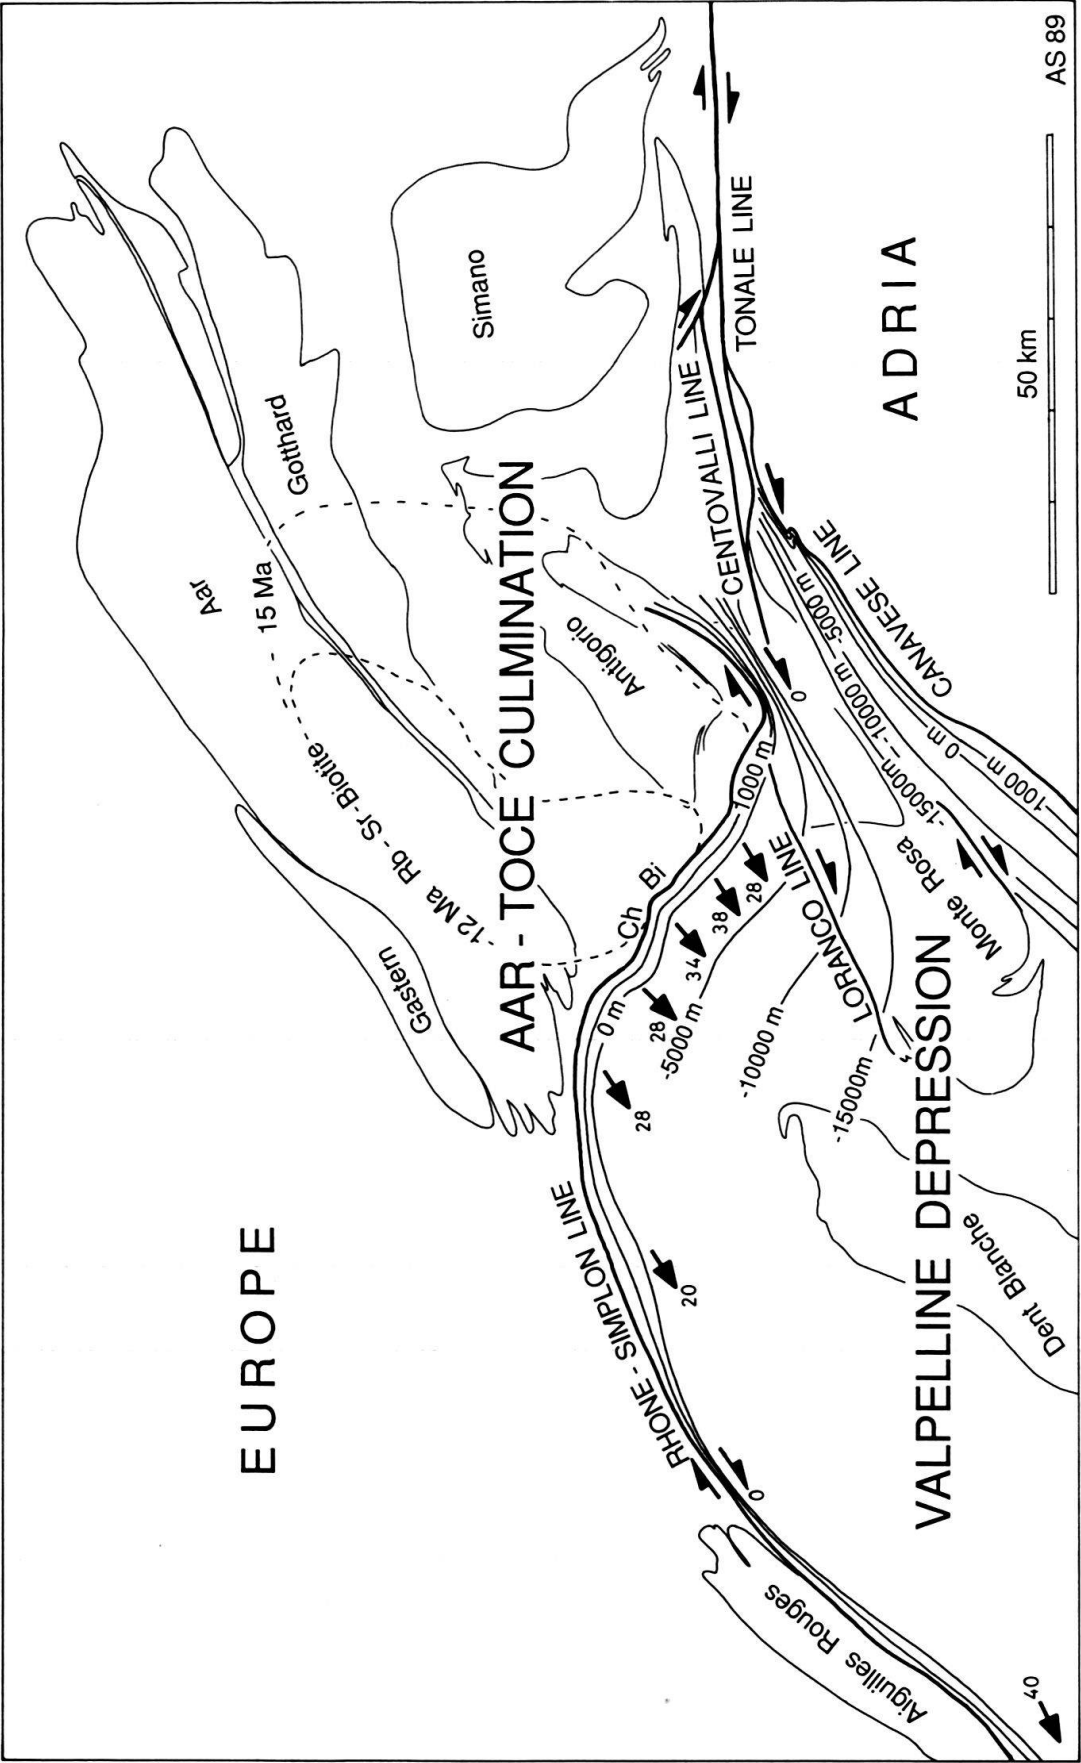 EUROPE
Aar
15 Ma
Gotthard
Simano
12 Ma Rb - Sr - Biotite
Gastern
AAR - TOCE CULMINATION
Antigorio
Ch
Bi
RHONE - SIMPLON LINE
CENTOVALLI LINE
TONALE LINE
CANAVESE LINE
LORANCO LINE
ADRIA
Aiguilles Rouges
Dent Blanche
Monte Rosa
VALPELLINE DEPRESSION
0 m
-5000 m
-10000 m
-15000m
1000 m
-5000 m
-10000 m
-15000m
0 m
1000 m
40
0
20
28
28
34
38
28
0
50 km
AS 89